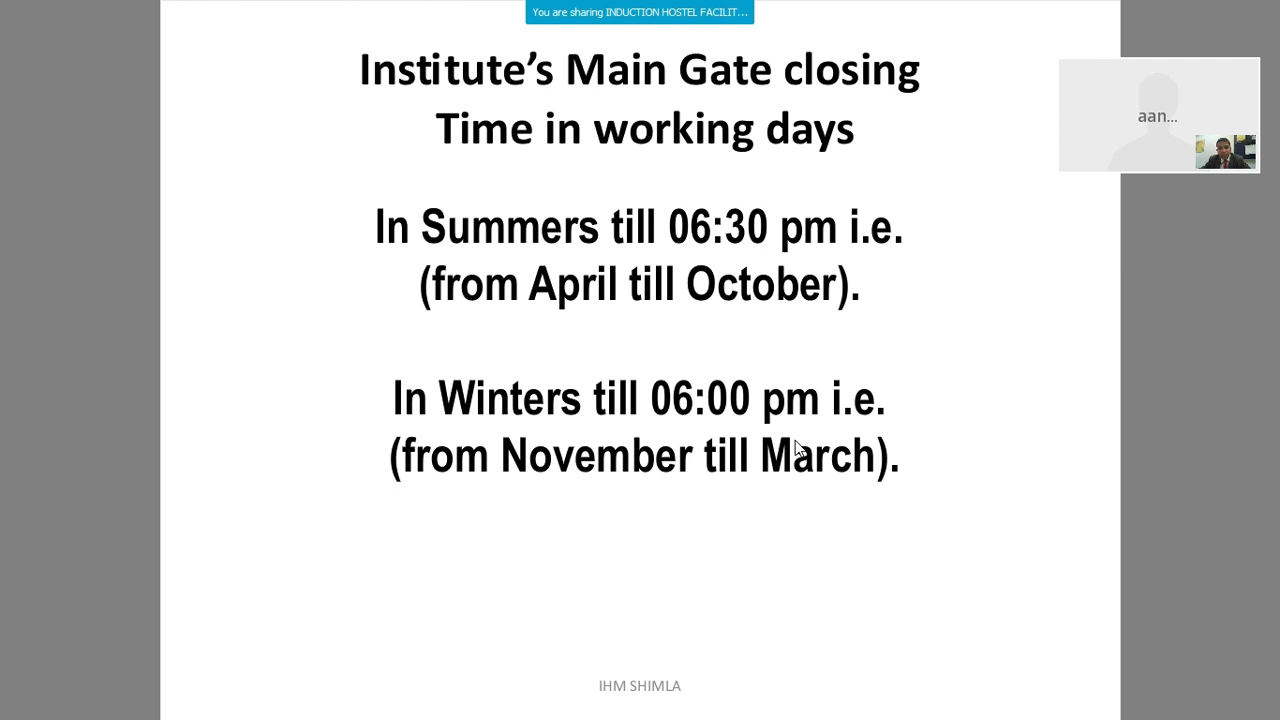 You are sharing INDUCTION HOSTEL FACILIT...
Institute’s Main Gate closing
Time in working days
aan...
In Summers till 06:30 pm i.e.
(from April till October).
In Winters till 06:00 pm i.e.
(from November till March).
IHM SHIMLA